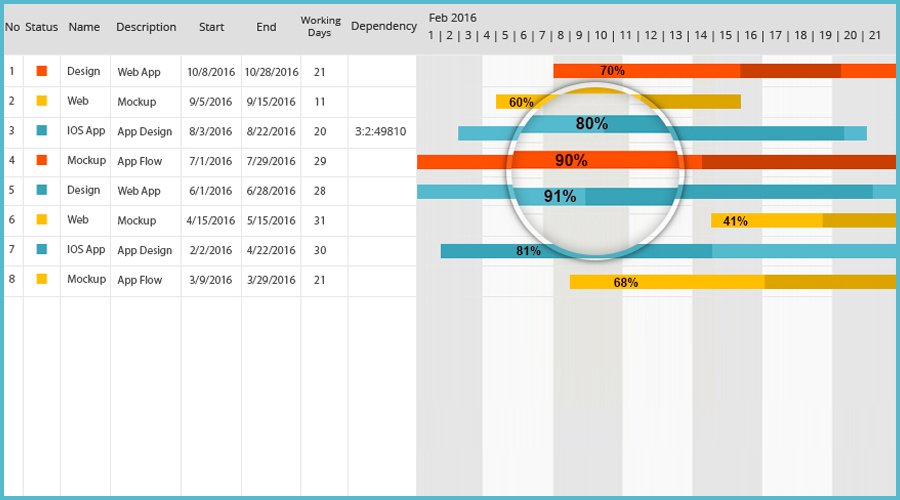 No Status Name Description Start End Working Days Dependency
Feb 2016
1 | 2 | 3 | 4 | 5 | 6 | 7 | 8 | 9 | 10 | 11 | 12 | 13 | 14 | 15 | 16 | 17 | 18 | 19 | 20 | 21
1 Design Web App 10/8/2016 10/28/2016 21 70%
2 Web Mockup 9/5/2016 9/15/2016 11 60%
3 IOS App App Design 8/3/2016 8/22/2016 20 3:2:49810 80%
4 Mockup App Flow 7/1/2016 7/29/2016 29 90%
5 Design Web App 6/1/2016 6/28/2016 28 91%
6 Web Mockup 4/15/2016 5/15/2016 31 41%
7 IOS App App Design 2/2/2016 4/22/2016 30 81%
8 Mockup App Flow 3/9/2016 3/29/2016 21 68%